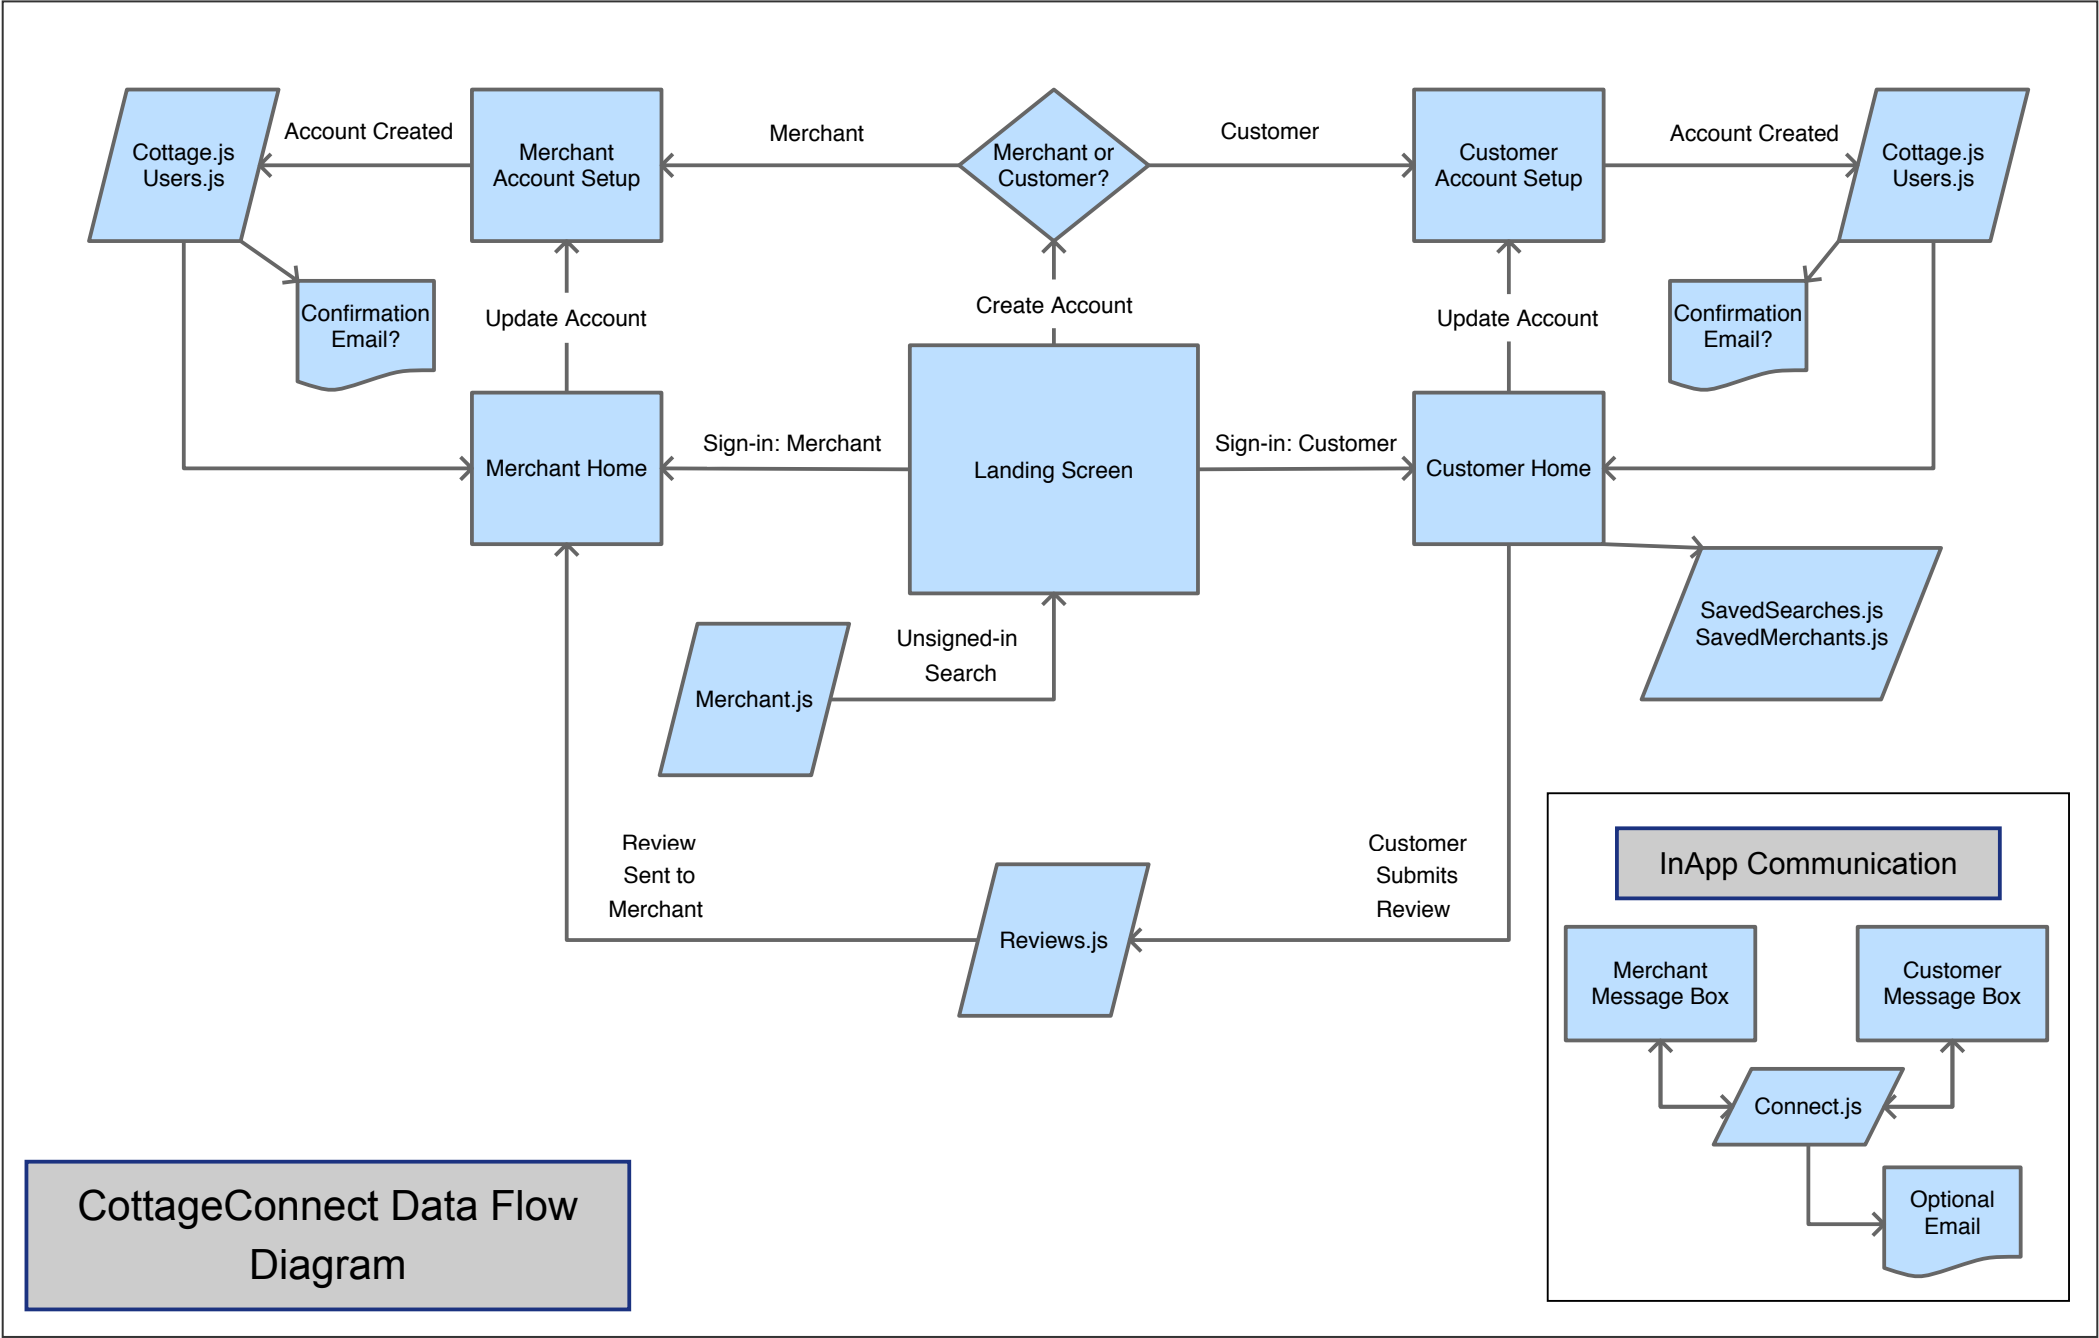 Cottage.js
Users.js
Account Created
Merchant
Account Setup
Merchant
Merchant or
Customer?
Customer
Customer
Account Setup
Account Created
Cottage.js
Users.js
Confirmation
Email?
Update Account
Create Account
Update Account
Confirmation
Email?
Merchant Home
Sign-in: Merchant
Landing Screen
Sign-in: Customer
Customer Home
Merchant.js
Unsigned-in
Search
SavedSearches.js
SavedMerchants.js
Review
Sent to
Merchant
Reviews.js
Customer
Submits
Review
InApp Communication
Merchant
Message Box
Customer
Message Box
Connect.js
Optional
Email
CottageConnect Data Flow
Diagram